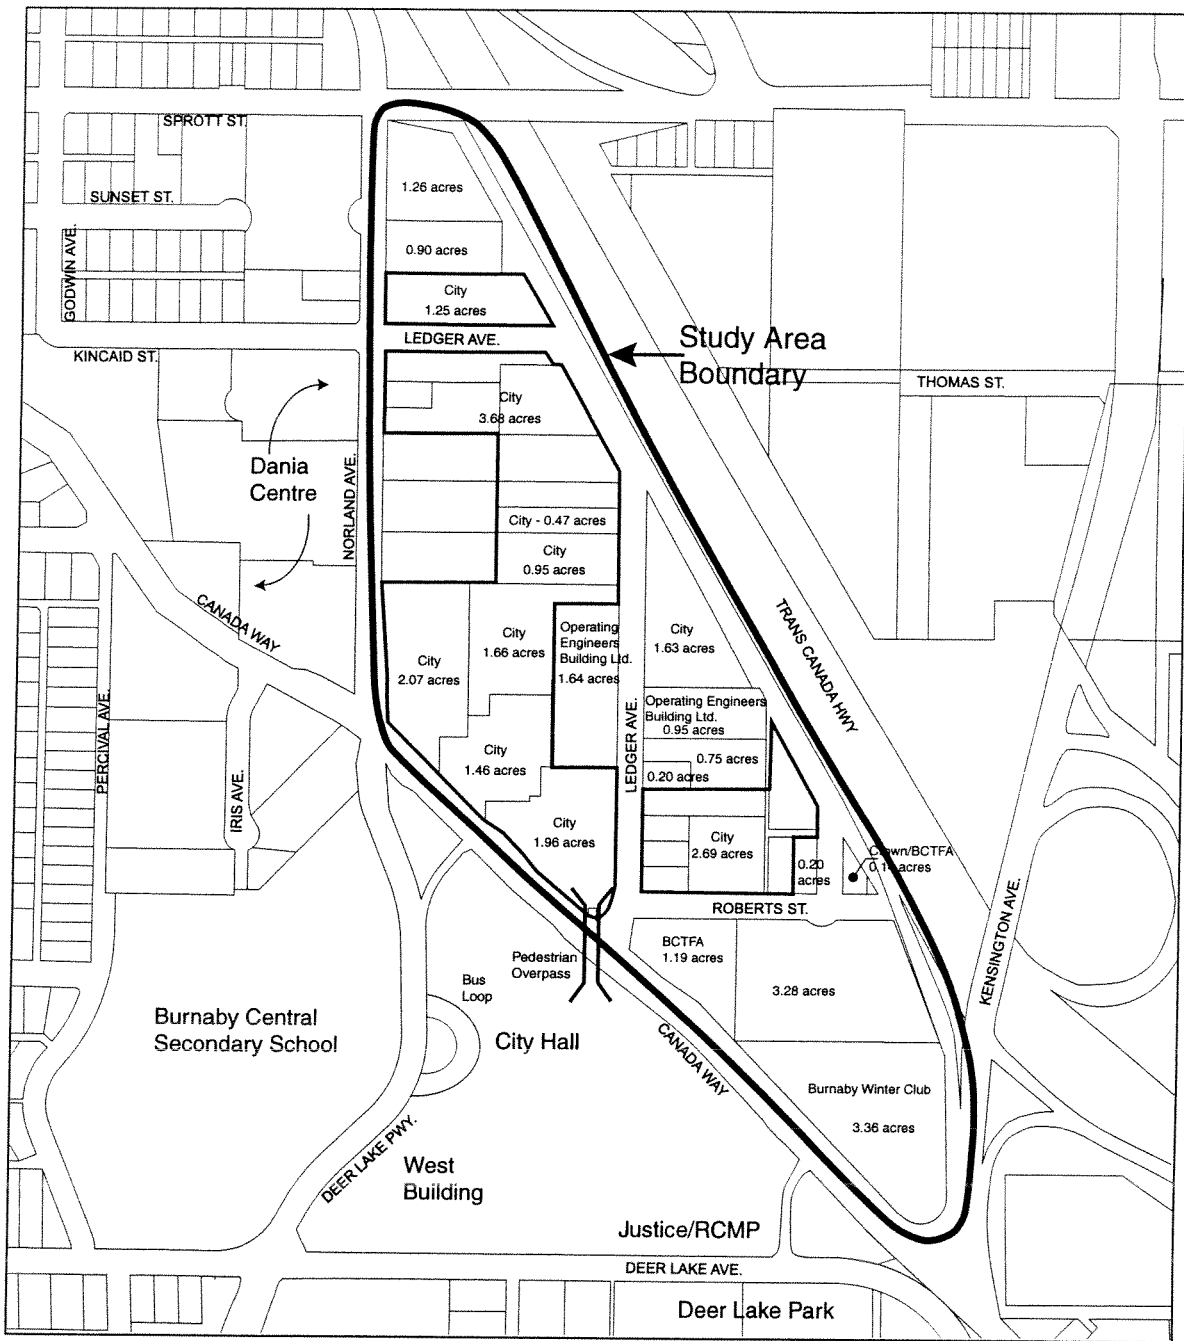 SPROTT ST.
1.26 acres
SUNSET ST.
GODWIN AVE.
0.90 acres
City
1.25 acres
LEDGER AVE.
KINCAID ST.
Study Area
Boundary
THOMAS ST.
City
3.68 acres
Dania
Centre
NORLAND AVE.
City - 0.47 acres
City
0.95 acres
CANADA WAY
TRANS CANADA HWY
City
1.66 acres
Operating
Engineers
Building Ltd.
1.64 acres
City
1.63 acres
City
2.07 acres
PERCIVAL AVE.
IRIS AVE.
LEDGER AVE.
Operating Engineers
Building Ltd.
0.95 acres
0.75 acres
0.20 acres
City
1.46 acres
City
1.96 acres
City
2.69 acres
0.20
acres
Crown/BCTFA
acres
ROBERTS ST.
KENSINGTON AVE.
Pedestrian
Overpass
BCTFA
1.19 acres
3.28 acres
Bus
Loop
Burnaby Central
Secondary School
City Hall
CANADA WAY
Burnaby Winter Club
3.36 acres
DEER LAKE PWY.
West
Building
Justice/RCMP
DEER LAKE AVE.
Deer Lake Park